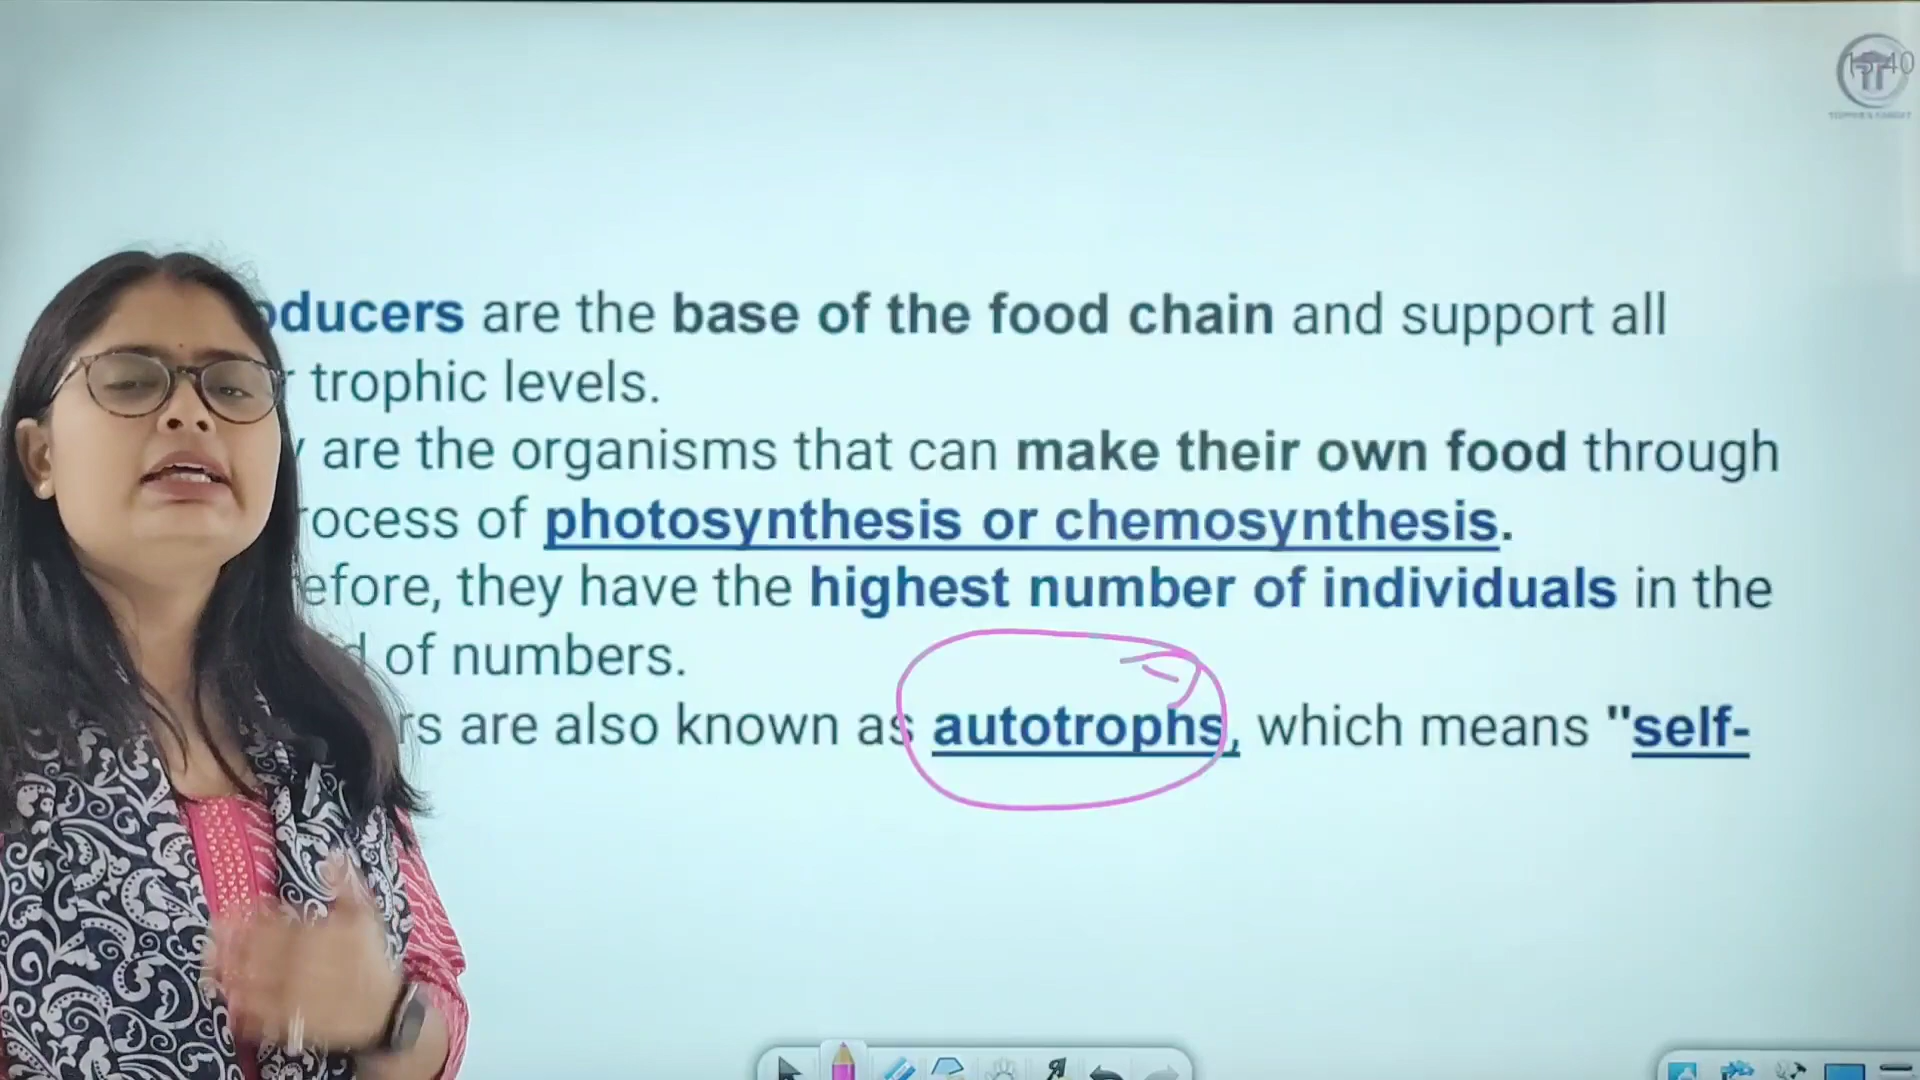 oducers are the base of the food chain and support all
r trophic levels.
y are the organisms that can make their own food through
rocess of photosynthesis or chemosynthesis.
efore, they have the highest number of individuals in the
d of numbers.
rs are also known as autotrophs, which means "self-